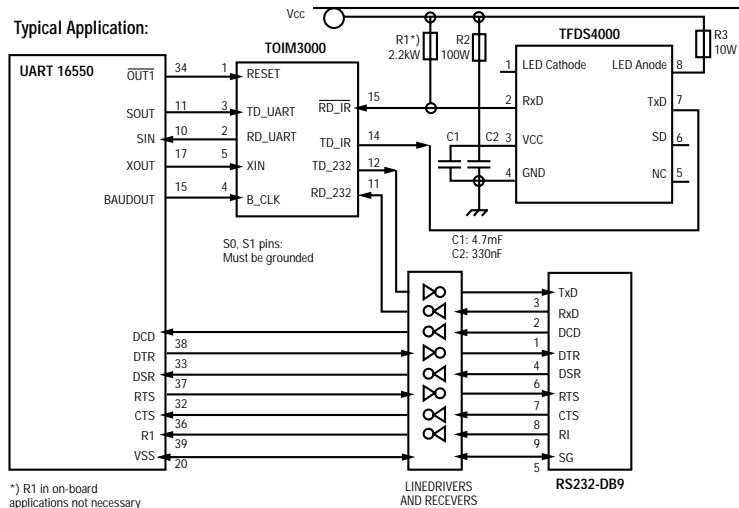 Vcc
Typical Application:
TOIM3000
TFDS4000
UART 16550
R1*)
2.2kW
R2
100W
R3
10W
OUT1
34
1
RESET
SOUT
11
3
TD_UART
SIN
10
2
RD_UART
XOUT
17
5
XIN
BAUDOUT
15
4
B_CLK
RD_IR
15
TD_IR
14
TD_232
12
RD_232
11
1
LED Cathode
LED Anode
8
2
RxD
TxD
7
3
VCC
SD
6
4
GND
NC
5
C1
C2
C1: 4.7mF
C2: 330nF
S0, S1 pins:
Must be grounded
TxD
3
RxD
2
DCD
1
DTR
4
DSR
6
RTS
7
CTS
8
RI
9
SG
5
DCD
38
DTR
33
DSR
37
RTS
32
CTS
36
R1
39
VSS
20
LINEDRIVERS
AND RECEVERS
RS232-DB9
*) R1 in on-board
applications not necessary